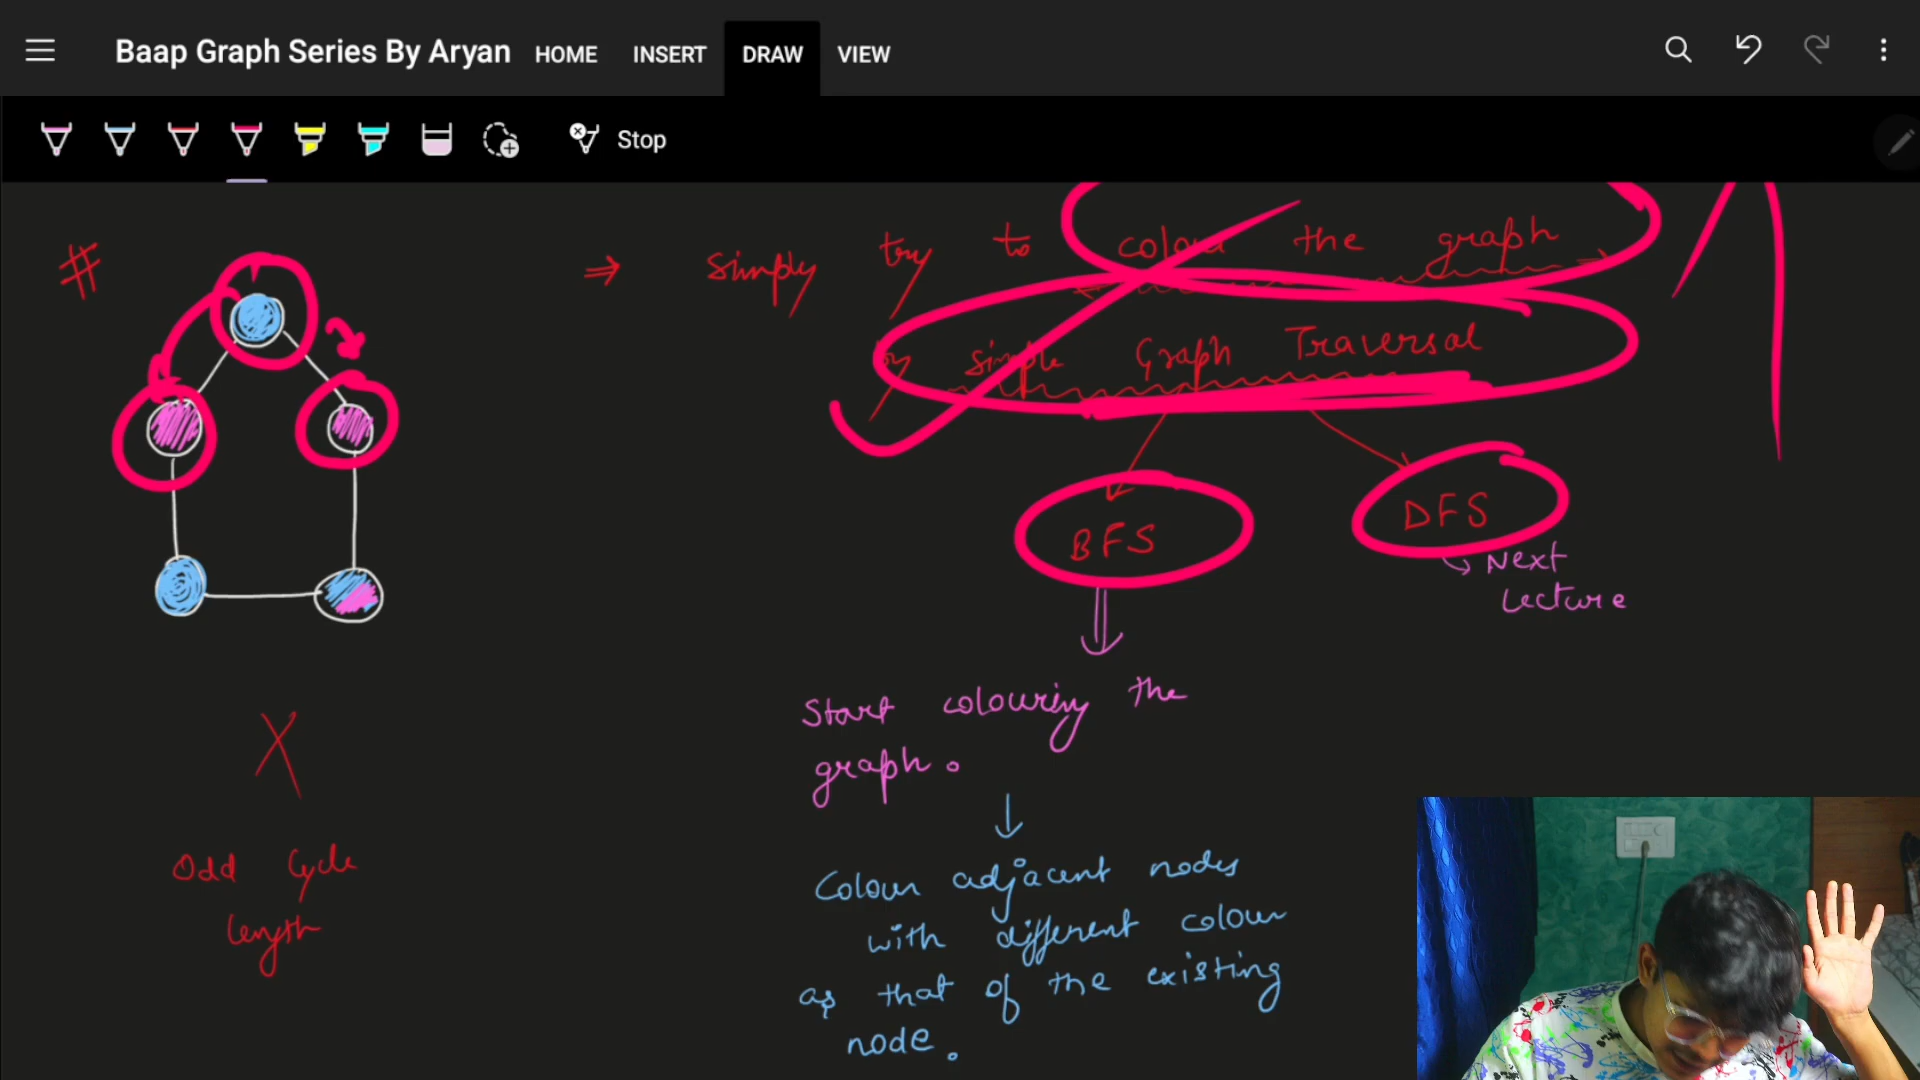 Baap Graph Series By Aryan HOME INSERT DRAW VIEW
Stop
# ⇒ Simply try to colour the graph
by simple Graph Traversal
BFS DFS
Next
Lecture
Start colouring the
graph.
Odd Cycle
length
Colour adjacent nodes
with different colour
as that of the existing
node.